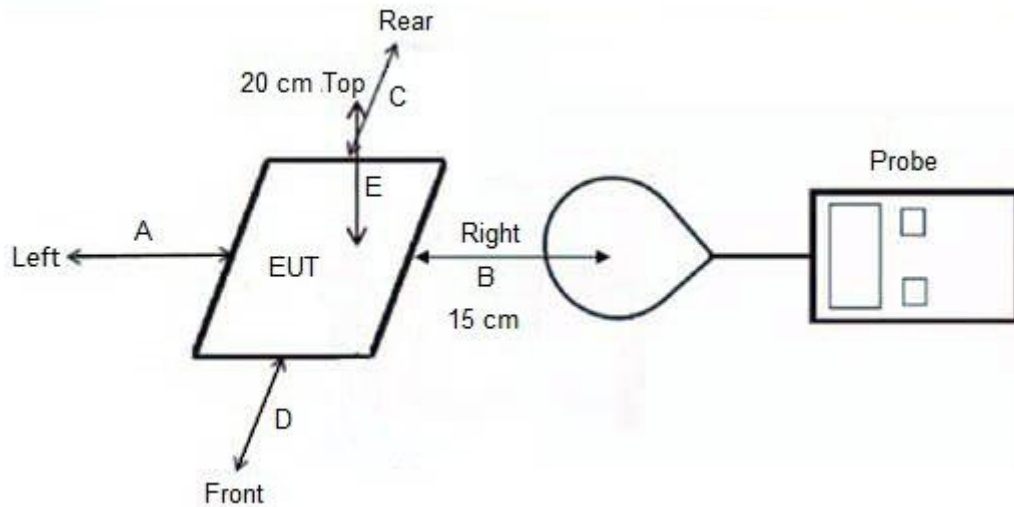 Rear
20 cm .Top
C
Probe
E
A
Right
Left
EUT
B
15 cm
D
Front